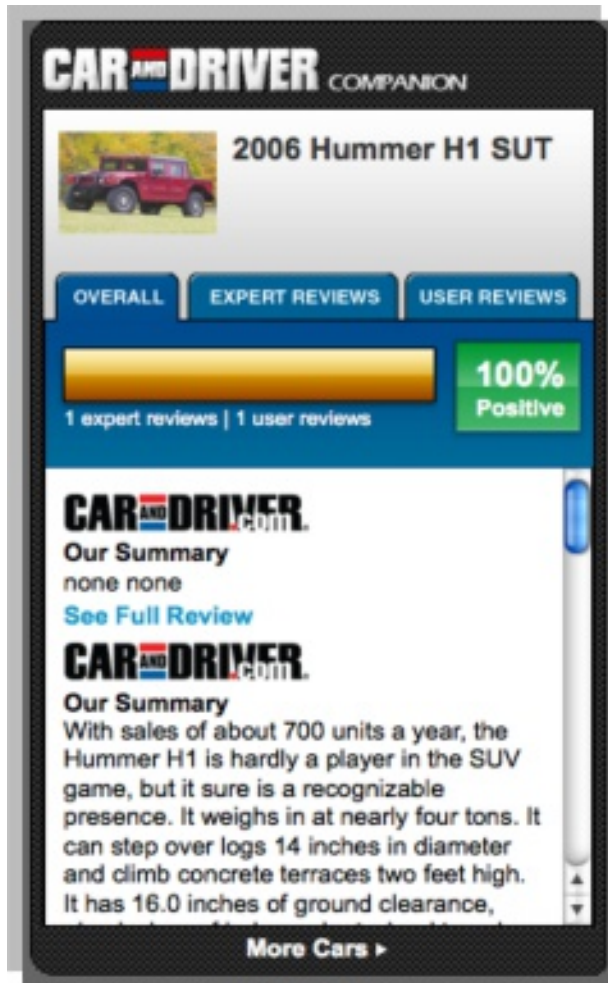 CAR AND DRIVER COMPANION
2006 Hummer H1 SUT
OVERALL
EXPERT REVIEWS
USER REVIEWS
100%
Positive
1 expert reviews | 1 user reviews
CAR AND DRIVER.com
Our Summary
none none
See Full Review
CAR AND DRIVER.com
Our Summary
With sales of about 700 units a year, the
Hummer H1 is hardly a player in the SUV
game, but it sure is a recognizable
presence. It weighs in at nearly four tons. It
can step over logs 14 inches in diameter
and climb concrete terraces two feet high.
It has 16.0 inches of ground clearance,
More Cars